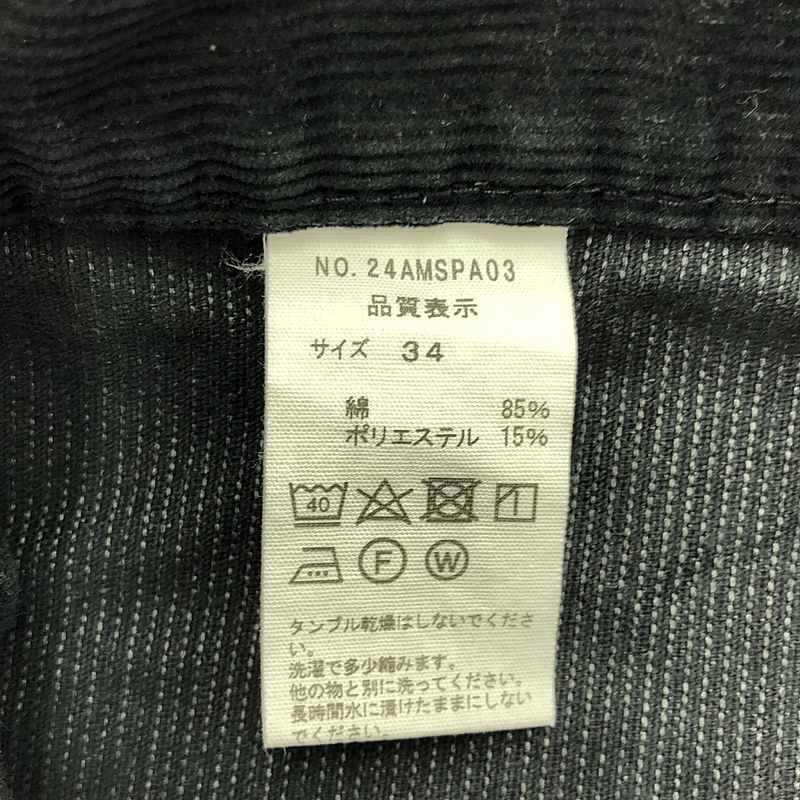 NO. 24AMSPA03
品質表示
サイズ 34
綿 85%
ポリエステル 15%
40
F W
タンブル乾燥はしないでくださ
い。
洗濯で多少縮みます。
他の物と別に洗ってください。
長時間水に漬けたままにしない
でください。